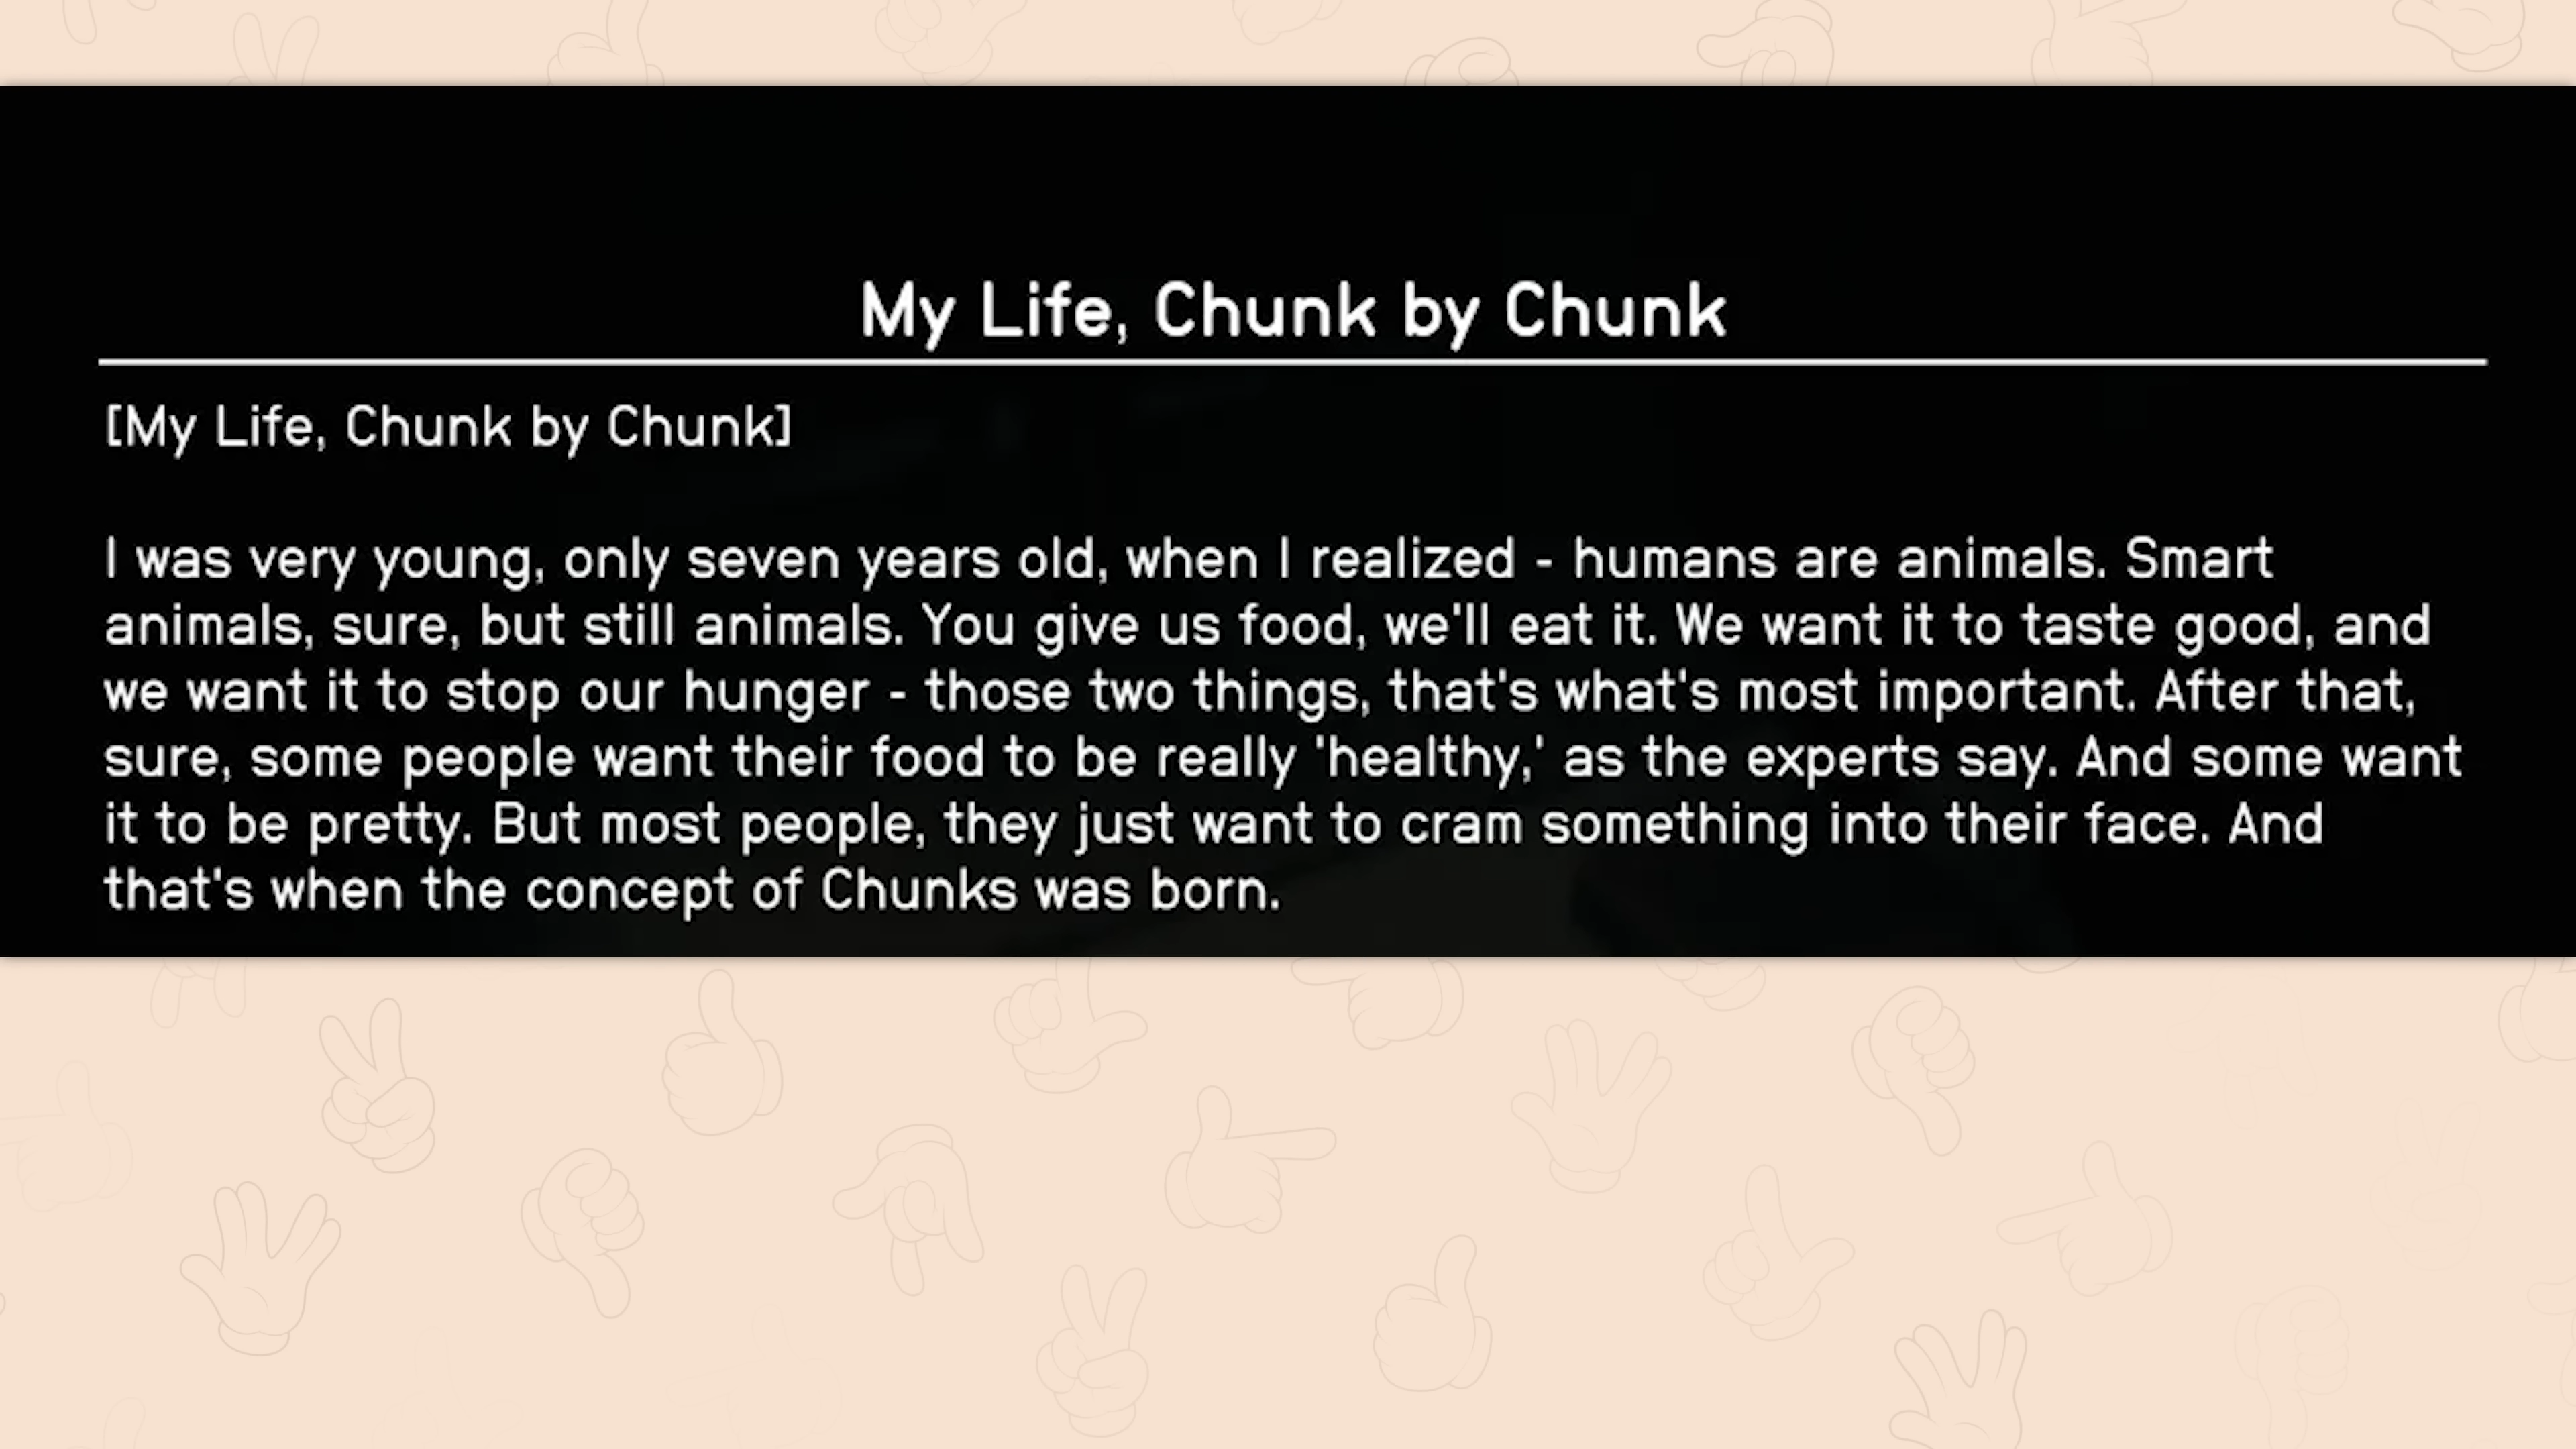 My Life, Chunk by Chunk
[My Life, Chunk by Chunk]
I was very young, only seven years old, when I realized - humans are animals. Smart
animals, sure, but still animals. You give us food, we'll eat it. We want it to taste good, and
we want it to stop our hunger - those two things, that's what's most important. After that,
sure, some people want their food to be really 'healthy,' as the experts say. And some want
it to be pretty. But most people, they just want to cram something into their face. And
that's when the concept of Chunks was born.